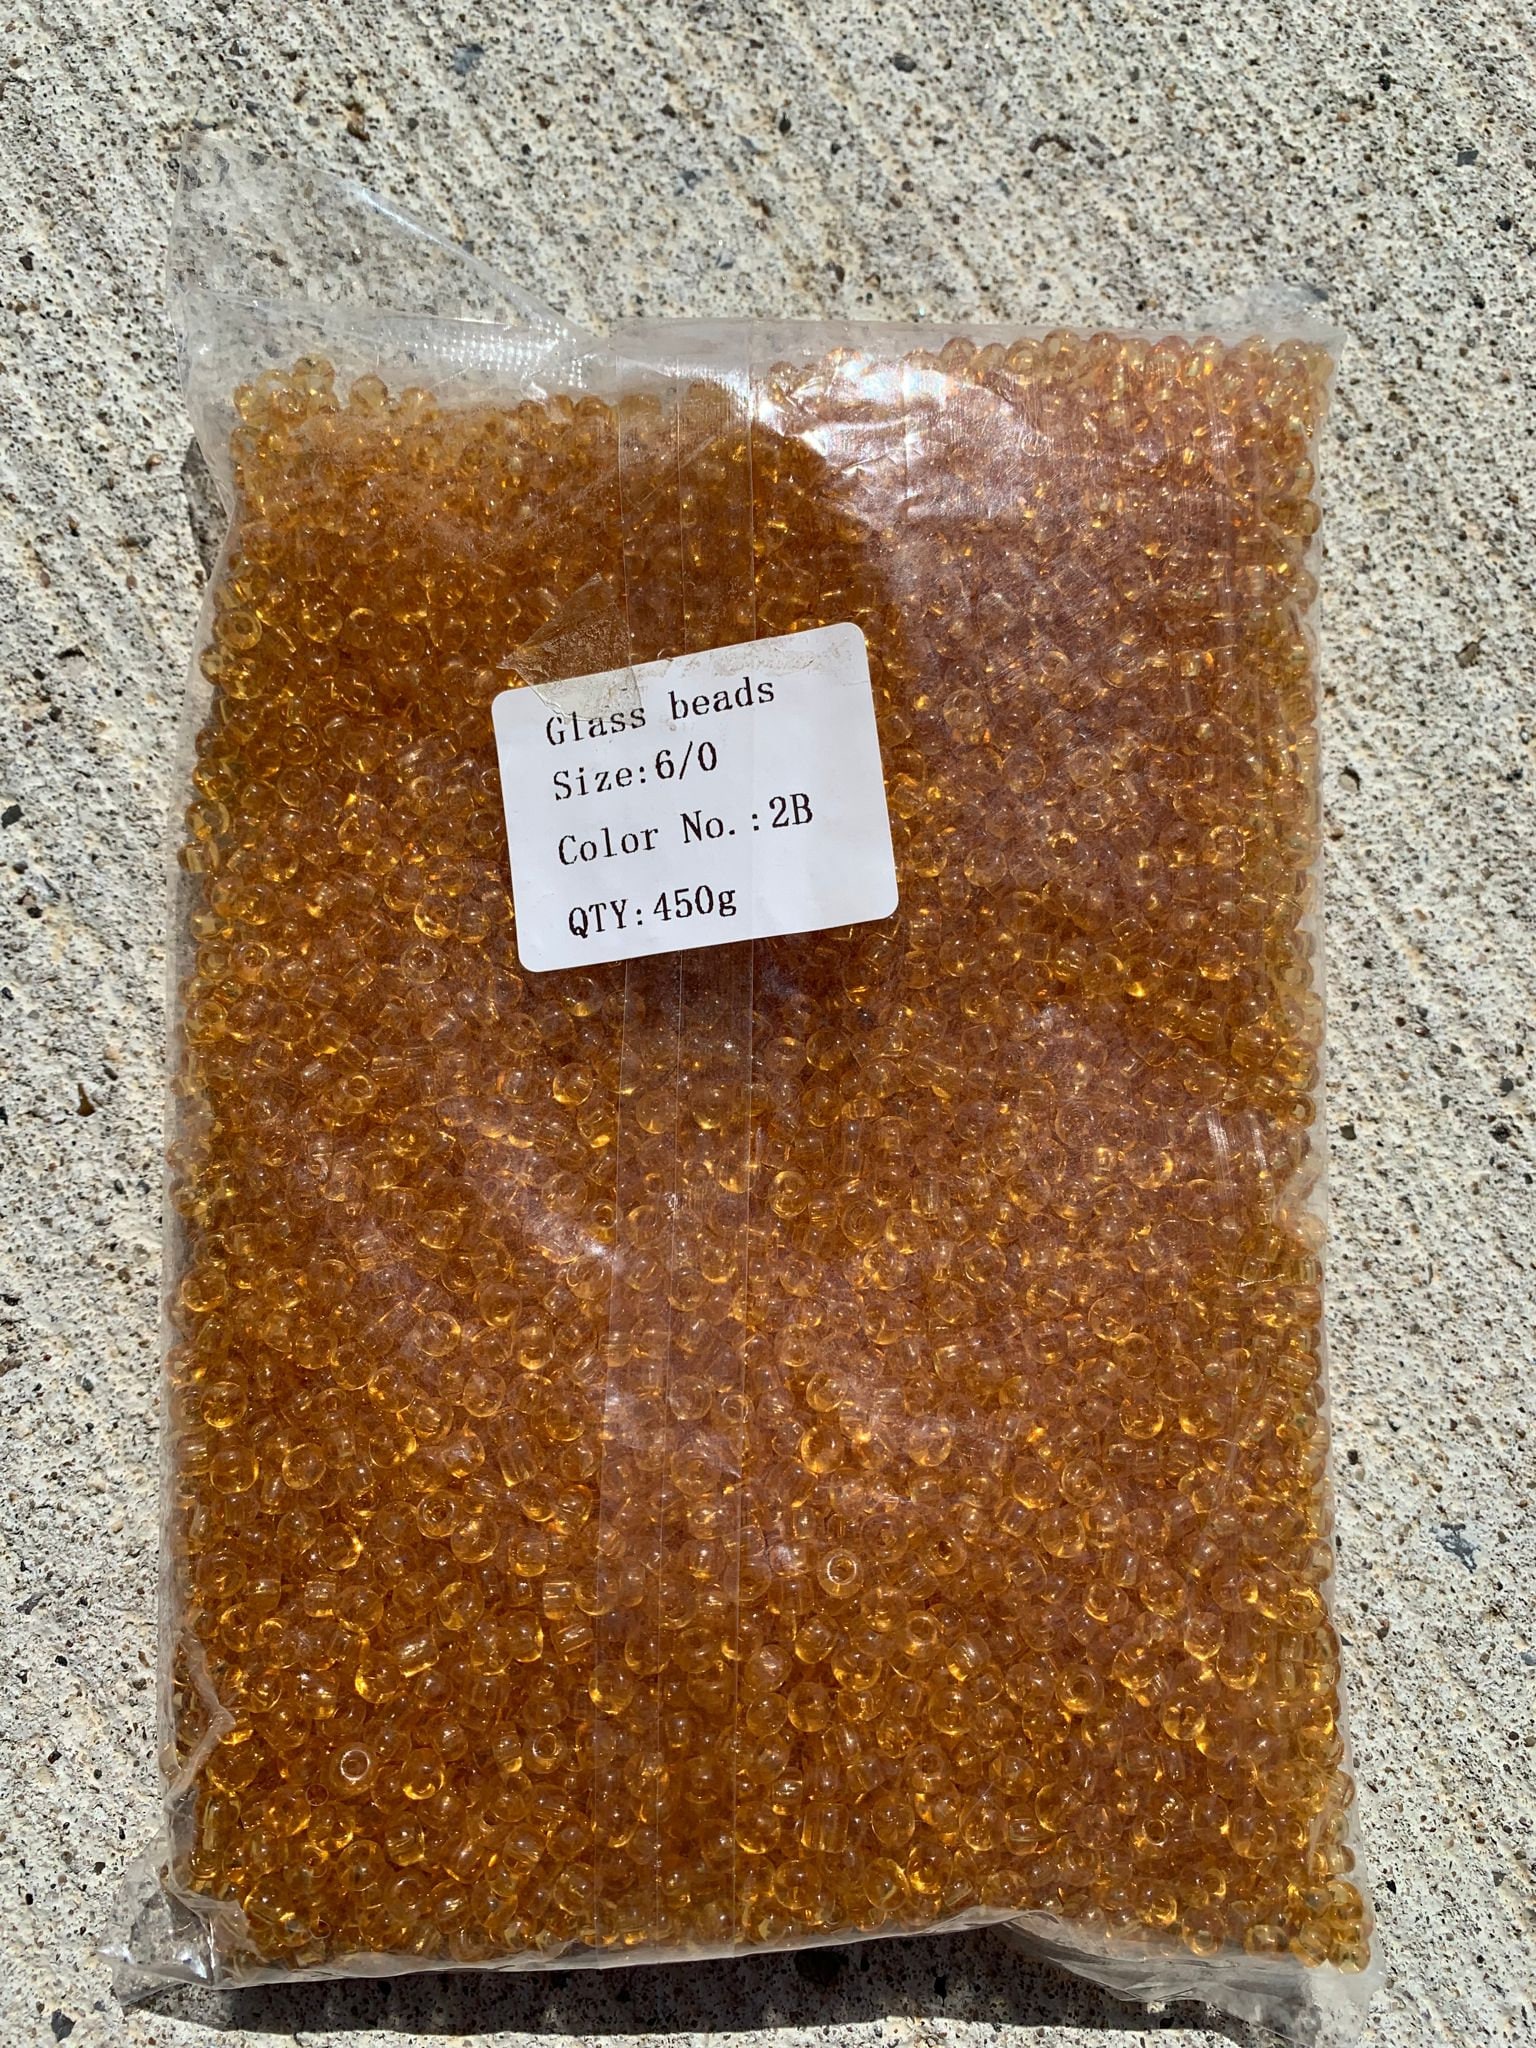 Glass beads
Size:6/0
Color No.:2B
QTY:450g